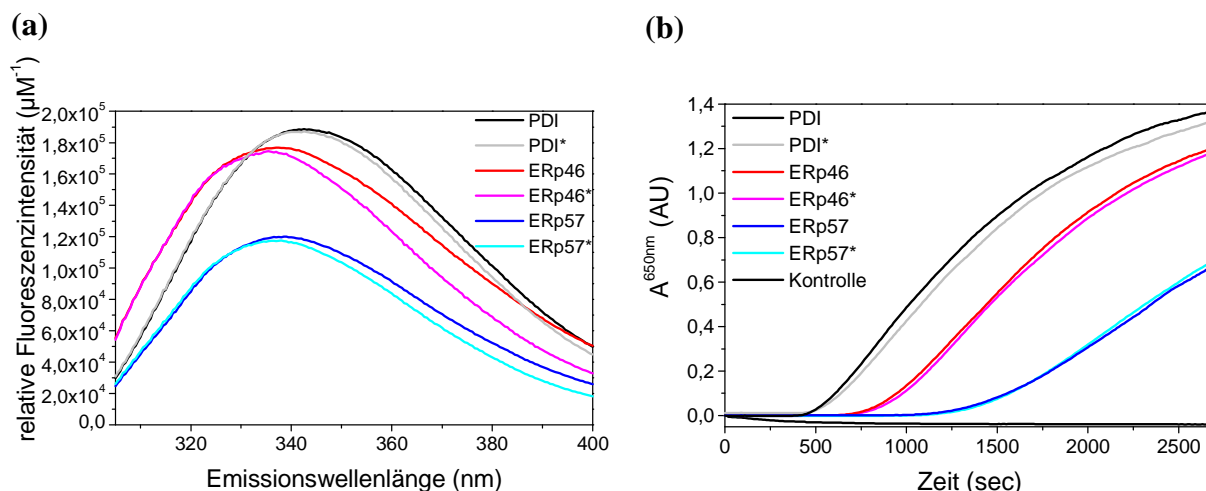 (a)
relative Fluoreszenzintensität (µM⁻¹)
2,0x10⁵
1,8x10⁵
1,6x10⁵
1,4x10⁵
1,2x10⁵
1,0x10⁵
8,0x10⁴
6,0x10⁴
4,0x10⁴
2,0x10⁴
0,0
PDI
PDI*
ERp46
ERp46*
ERp57
ERp57*
320
340
360
380
400
Emissionswellenlänge (nm)
(b)
A⁶⁵⁰ⁿᵐ (AU)
1,4
1,2
1,0
0,8
0,6
0,4
0,2
0,0
PDI
PDI*
ERp46
ERp46*
ERp57
ERp57*
Kontrolle
0
500
1000
1500
2000
2500
Zeit (sec)